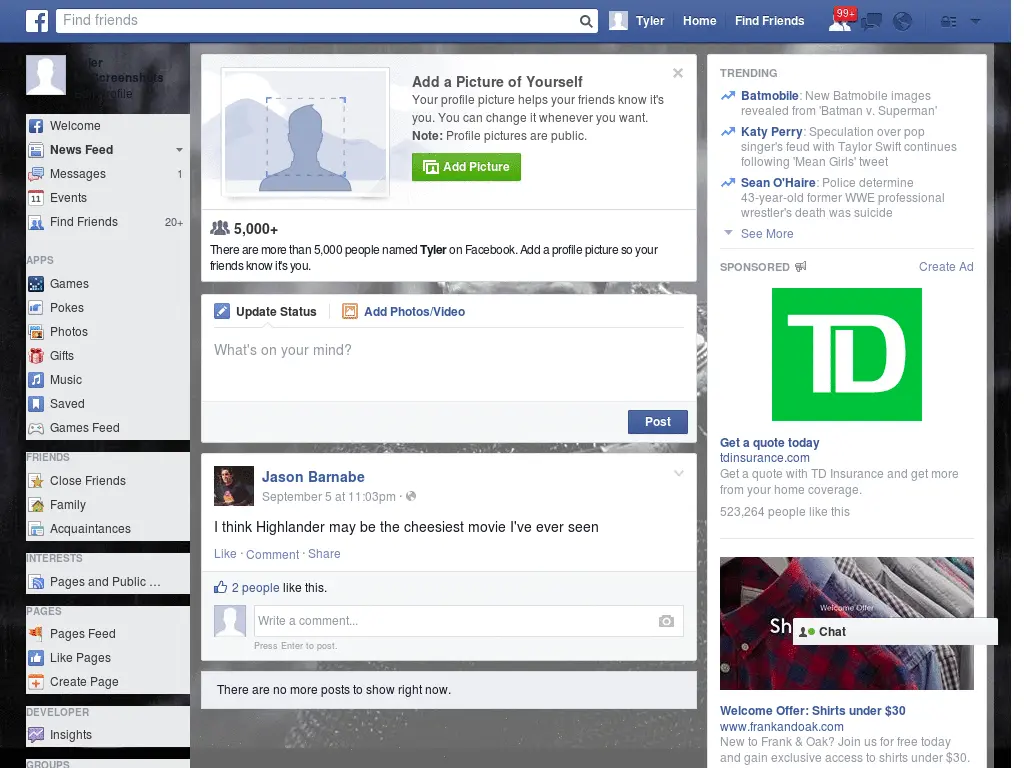 Find friends
Tyler
Home
Find Friends
99+
Tyler
Screenshots
Profile
Welcome
News Feed
Messages 1
11 Events
Find Friends 20+
APPS
Games
Pokes
Photos
Gifts
Music
Saved
Games Feed
FRIENDS
Close Friends
Family
Acquaintances
INTERESTS
Pages and Public ...
PAGES
Pages Feed
Like Pages
Create Page
DEVELOPER
Insights
GROUPS
Add a Picture of Yourself
Your profile picture helps your friends know it's
you. You can change it whenever you want.
Note: Profile pictures are public.
Add Picture
5,000+
There are more than 5,000 people named Tyler on Facebook. Add a profile picture so your
friends know it's you.
Update Status
Add Photos/Video
What's on your mind?
Post
Jason Barnabe
September 5 at 11:03pm ·
I think Highlander may be the cheesiest movie I've ever seen
Like · Comment · Share
2 people like this.
Write a comment...
Press Enter to post.
There are no more posts to show right now.
TRENDING
Batmobile: New Batmobile images
revealed from 'Batman v. Superman'
Katy Perry: Speculation over pop
singer's feud with Taylor Swift continues
following 'Mean Girls' tweet
Sean O'Haire: Police determine
43-year-old former WWE professional
wrestler's death was suicide
See More
SPONSORED
Create Ad
TD
Get a quote today
tdinsurance.com
Get a quote with TD Insurance and get more
from your home coverage.
523,264 people like this
Welcome Offer
Sh
Chat
Welcome Offer: Shirts under $30
www.frankandoak.com
New to Frank & Oak? Join us for free today
and gain exclusive access to shirts under $30.